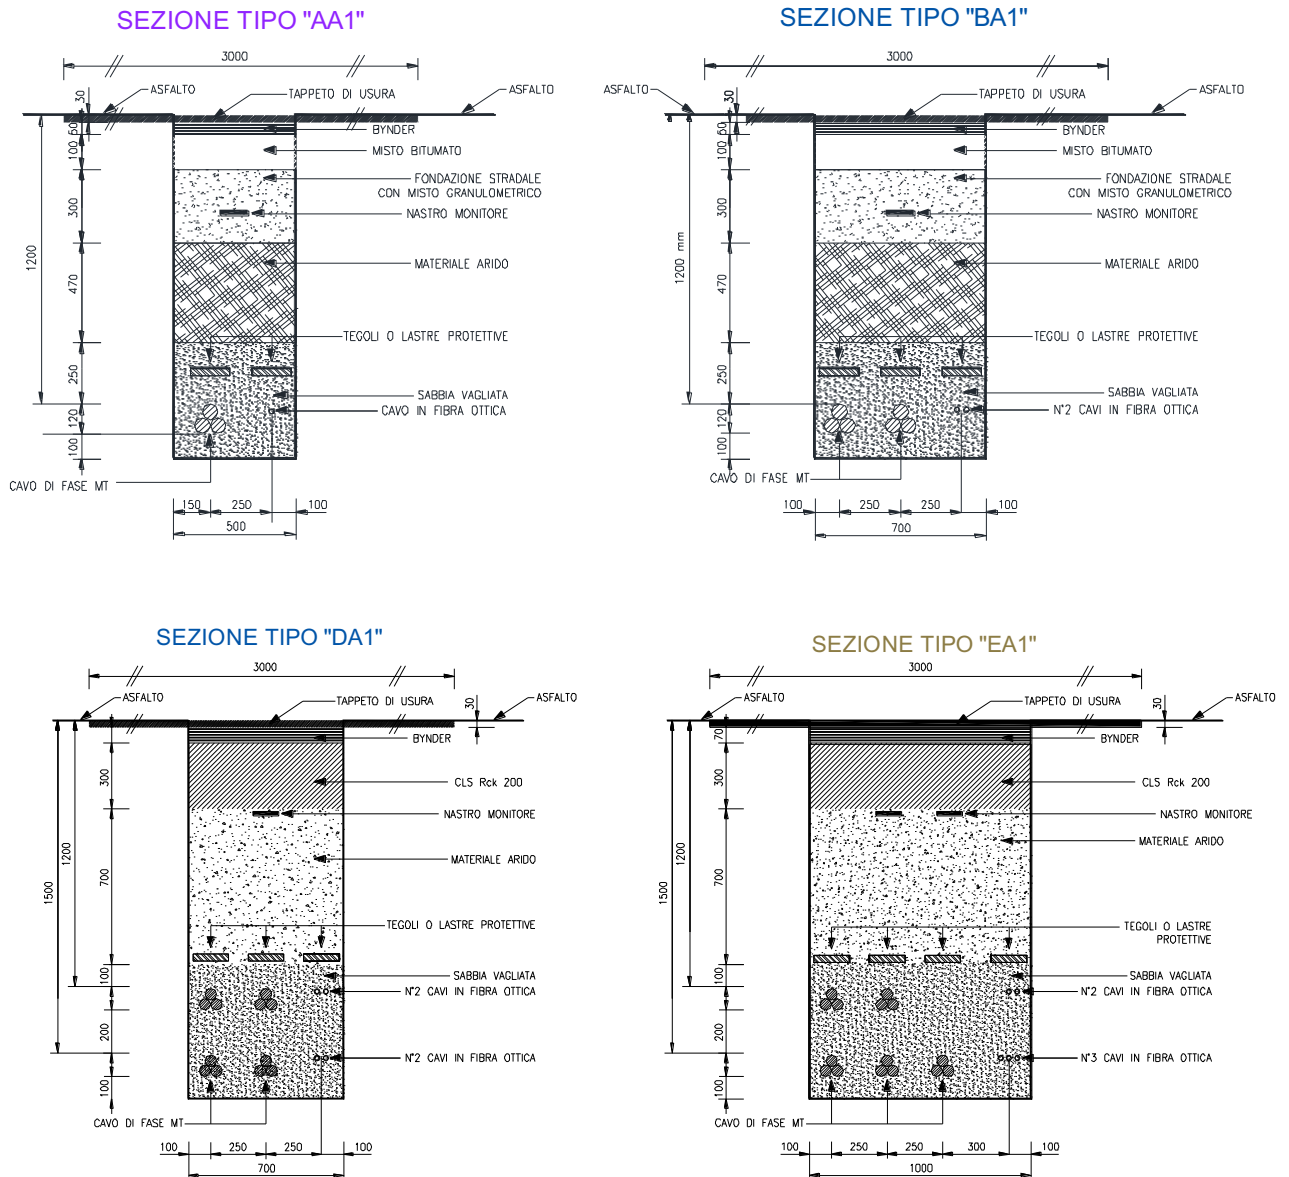 SEZIONE TIPO "AA1"
3000
30
ASFALTO
TAPPETO DI USURA
ASFALTO
50
BYNDER
100
MISTO BITUMATO
FONDAZIONE STRADALE
CON MISTO GRANULOMETRICO
300
NASTRO MONITORE
1200
MATERIALE ARIDO
470
TEGOLI O LASTRE PROTETTIVE
250
SABBIA VAGLIATA
CAVO IN FIBRA OTTICA
120
100
CAVO DI FASE MT
150 250 100
500
SEZIONE TIPO "BA1"
3000
ASFALTO
30
TAPPETO DI USURA
ASFALTO
50
BYNDER
100
MISTO BITUMATO
FONDAZIONE STRADALE
CON MISTO GRANULOMETRICO
300
NASTRO MONITORE
1200 mm
MATERIALE ARIDO
470
TEGOLI O LASTRE PROTETTIVE
250
SABBIA VAGLIATA
N°2 CAVI IN FIBRA OTTICA
120
100
CAVO DI FASE MT
100 250 250 100
700
SEZIONE TIPO "DA1"
3000
ASFALTO
TAPPETO DI USURA
30
ASFALTO
BYNDER
300
CLS Rck 200
NASTRO MONITORE
1200
MATERIALE ARIDO
1500
700
TEGOLI O LASTRE PROTETTIVE
100
SABBIA VAGLIATA
N°2 CAVI IN FIBRA OTTICA
200
N°2 CAVI IN FIBRA OTTICA
100
CAVO DI FASE MT
100 250 250 100
700
SEZIONE TIPO "EA1"
3000
ASFALTO
TAPPETO DI USURA
30
ASFALTO
70
BYNDER
300
CLS Rck 200
NASTRO MONITORE
1200
MATERIALE ARIDO
1500
700
TEGOLI O LASTRE
PROTETTIVE
100
SABBIA VAGLIATA
N°2 CAVI IN FIBRA OTTICA
200
N°3 CAVI IN FIBRA OTTICA
100
CAVO DI FASE MT
100 250 250 300 100
1000